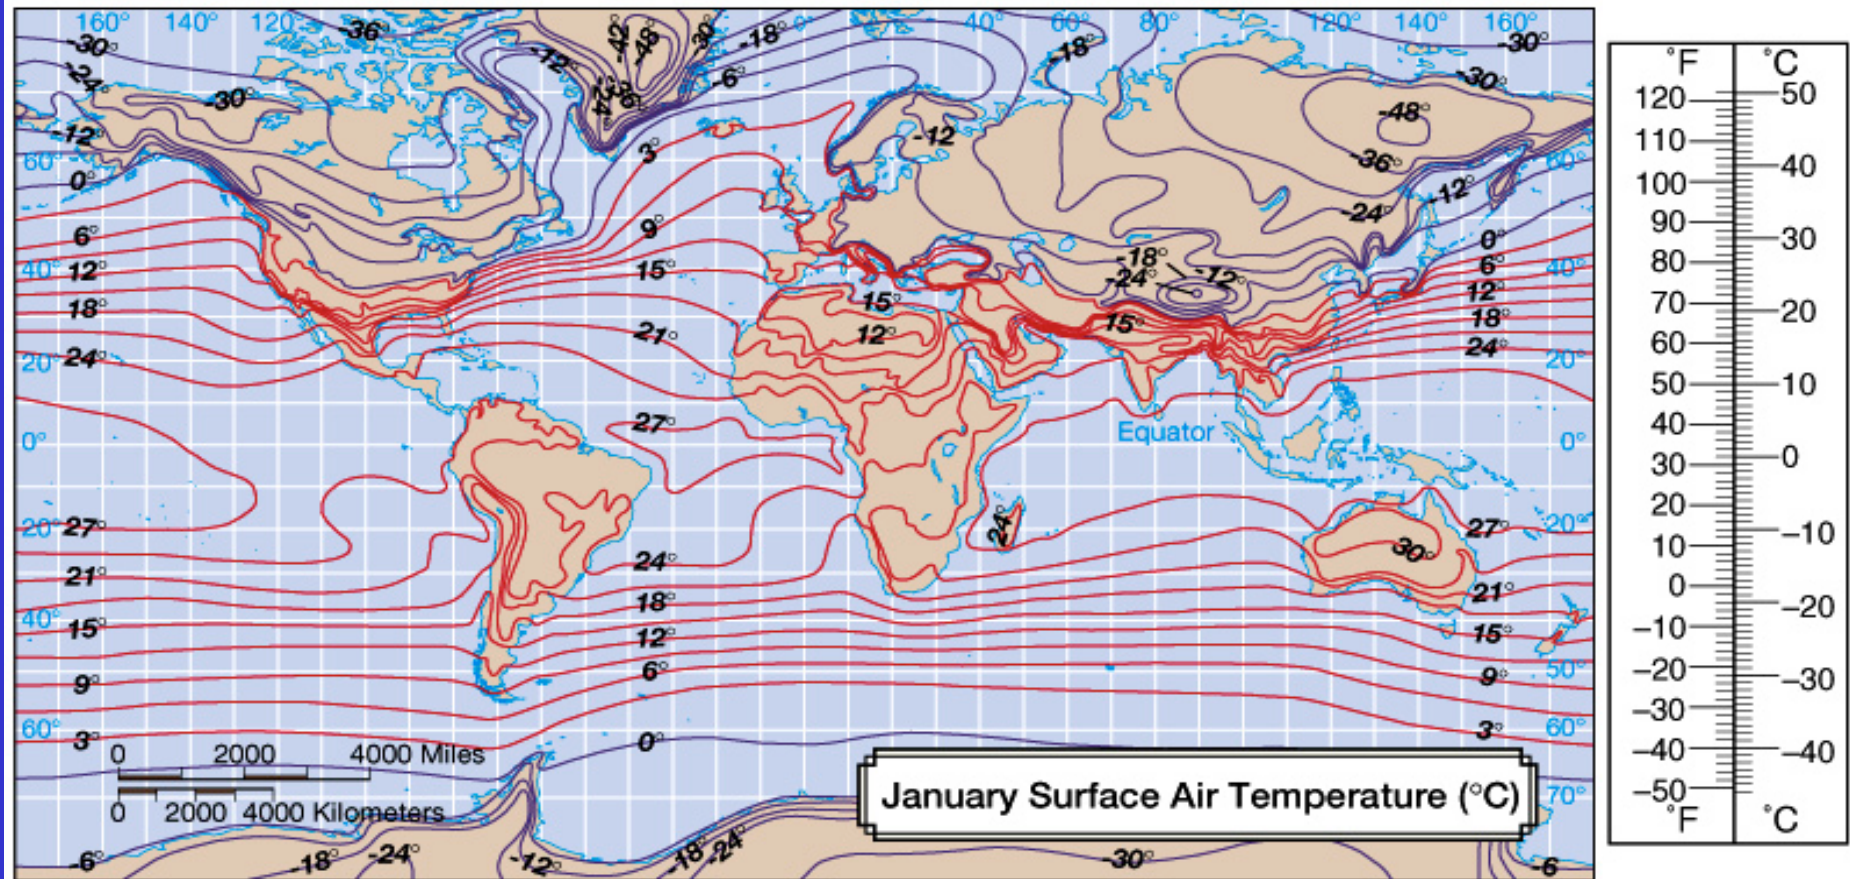 160° 140° 120° 0° 40° 60° 80° 120° 140° 160°
-36° -42° -48° -30° -18° -18°
-30° -12° -30°
-24° -6° -30°
-30° -48°
-12° 3° -12 -36°
60° 60°
0° -12°
-24°
6° 9° 0°
-18° -12°
40° 12° 15° -24° 6° 40°
15° 12°
18° 21° 12° 15° 18°
24° 24°
20° 20°
27°
0° Equator 0°
27° 24° 27° 20°
20°
30°
21° 24°
18° 21°
40° 15° 12° 15°
6° 50°
9° 9°
60° 60°
3° 0° 3°
0 2000 4000 Miles
0 2000 4000 Kilometers
January Surface Air Temperature (°C)
70°
-6° -18° -24° -12° -18° -24° -30° -6
°F °C
120 50
110
40
100
90
30
80
70
20
60
50 10
40
30 0
20
–10
10
0
–20
–10
–20
–30
–30
–40 –40
–50
°F °C